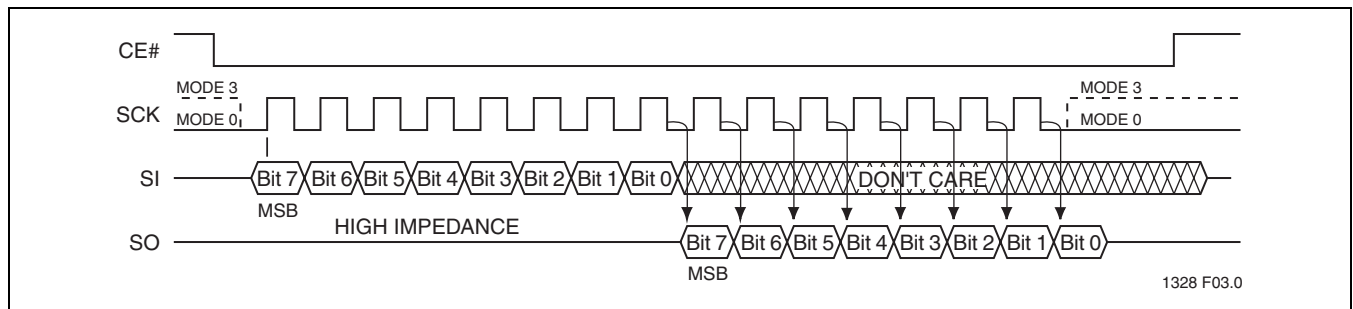 CE#
MODE 3
MODE 3
SCK
MODE 0
MODE 0
SI
Bit 7 Bit 6 Bit 5 Bit 4 Bit 3 Bit 2 Bit 1 Bit 0
DON'T CARE
MSB
HIGH IMPEDANCE
SO
Bit 7 Bit 6 Bit 5 Bit 4 Bit 3 Bit 2 Bit 1 Bit 0
MSB
1328 F03.0